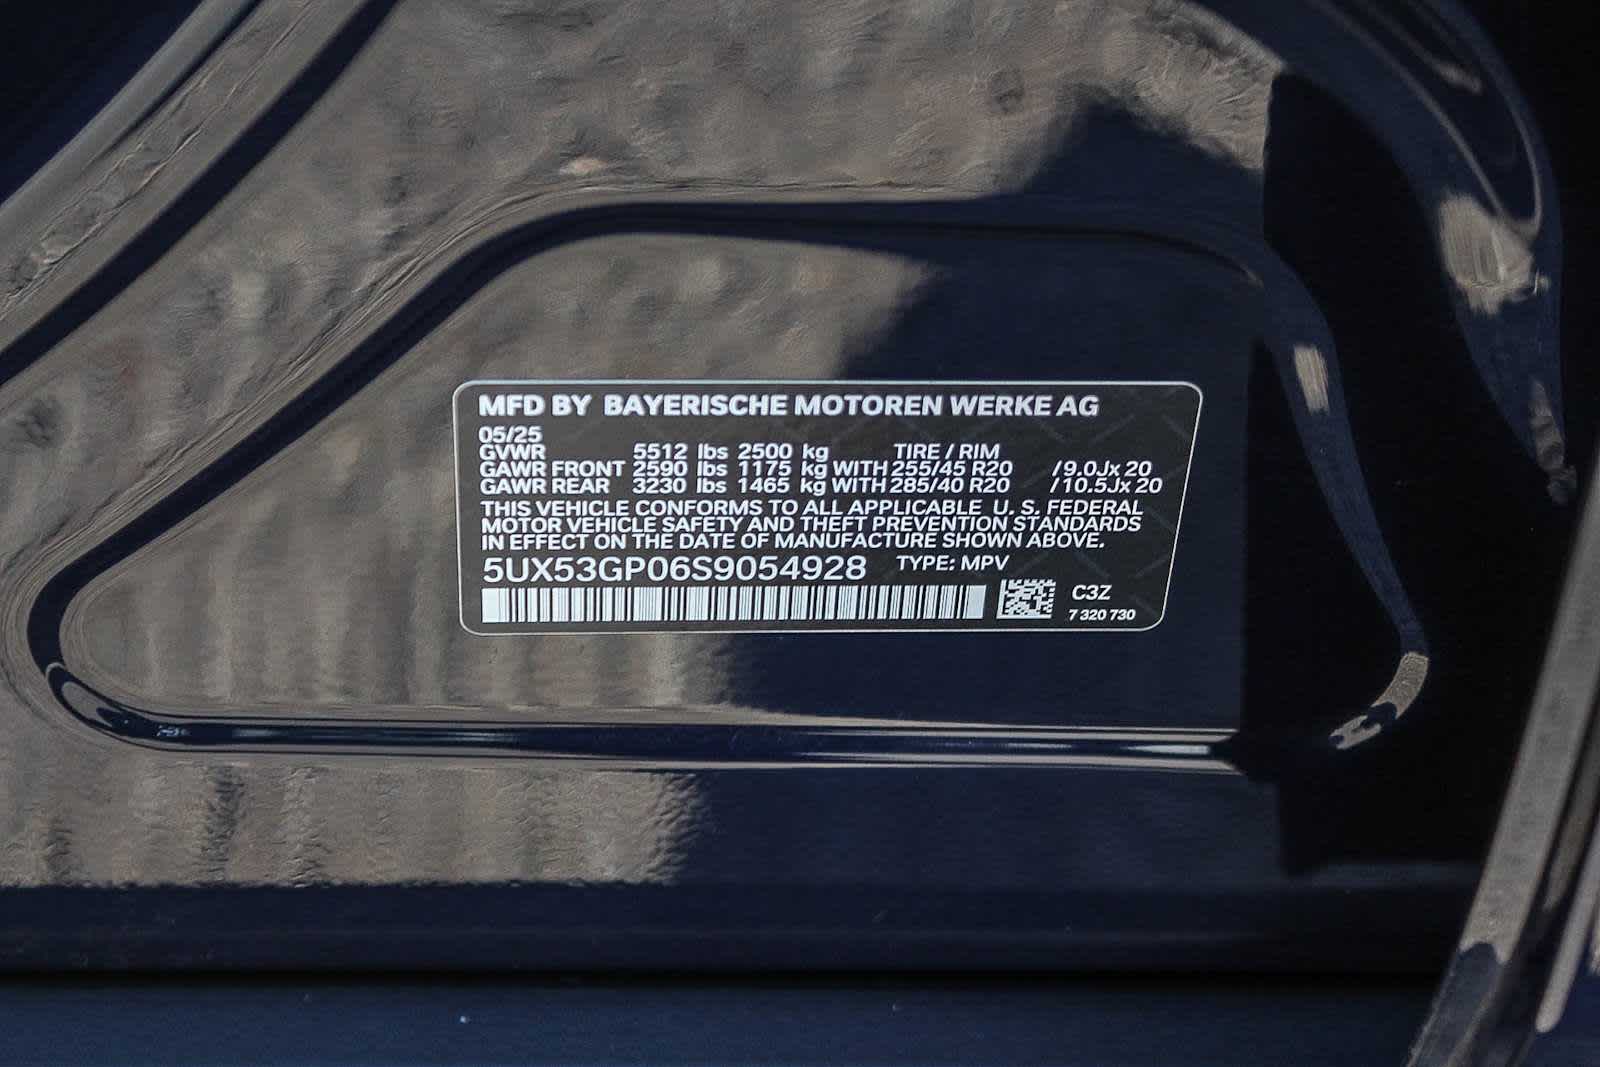 MFD BY BAYERISCHE MOTOREN WERKE AG
05/25
GVWR 5512 lbs 2500 kg TIRE / RIM
GAWR FRONT 2590 lbs 1175 kg WITH 255/45 R20 / 9.0Jx 20
GAWR REAR 3230 lbs 1465 kg WITH 285/40 R20 / 10.5Jx 20
THIS VEHICLE CONFORMS TO ALL APPLICABLE U. S. FEDERAL
MOTOR VEHICLE SAFETY AND THEFT PREVENTION STANDARDS
IN EFFECT ON THE DATE OF MANUFACTURE SHOWN ABOVE.
5UX53GP06S9054928 TYPE: MPV
C3Z
7 320 730